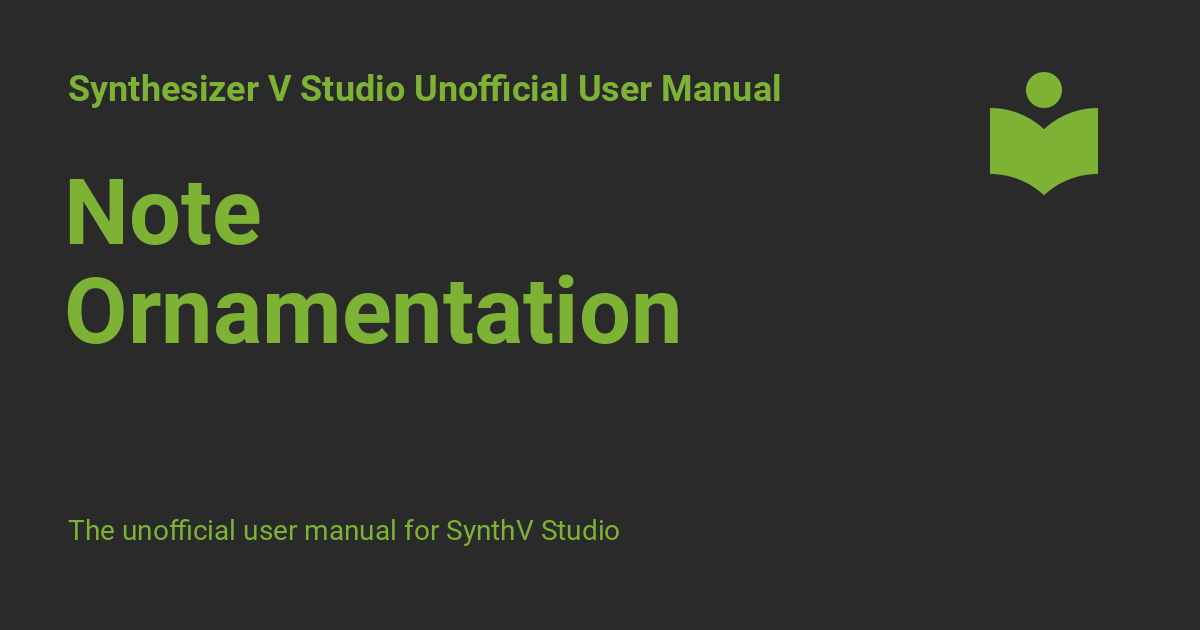 Synthesizer V Studio Unofficial User Manual
Note
Ornamentation
The unofficial user manual for SynthV Studio